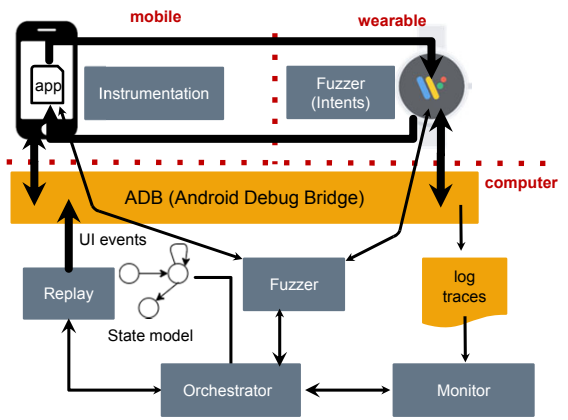 mobile
wearable
app
Instrumentation
Fuzzer
(Intents)
computer
ADB (Android Debug Bridge)
UI events
Replay
State model
Fuzzer
log
traces
Orchestrator
Monitor